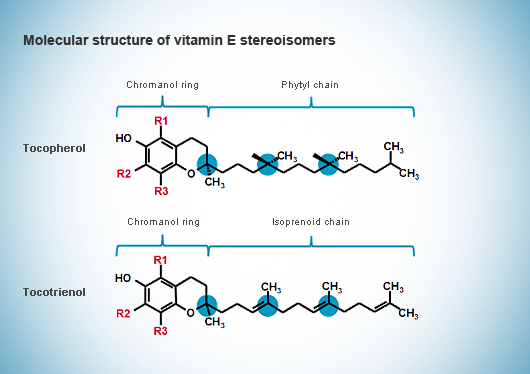 Molecular structure of vitamin E stereoisomers
Chromanol ring
Phytyl chain
Tocopherol
R1
HO
R2
R3
O
CH3
CH3
CH3
CH3
CH3
Chromanol ring
Isoprenoid chain
Tocotrienol
R1
HO
R2
R3
O
CH3
CH3
CH3
CH3
CH3